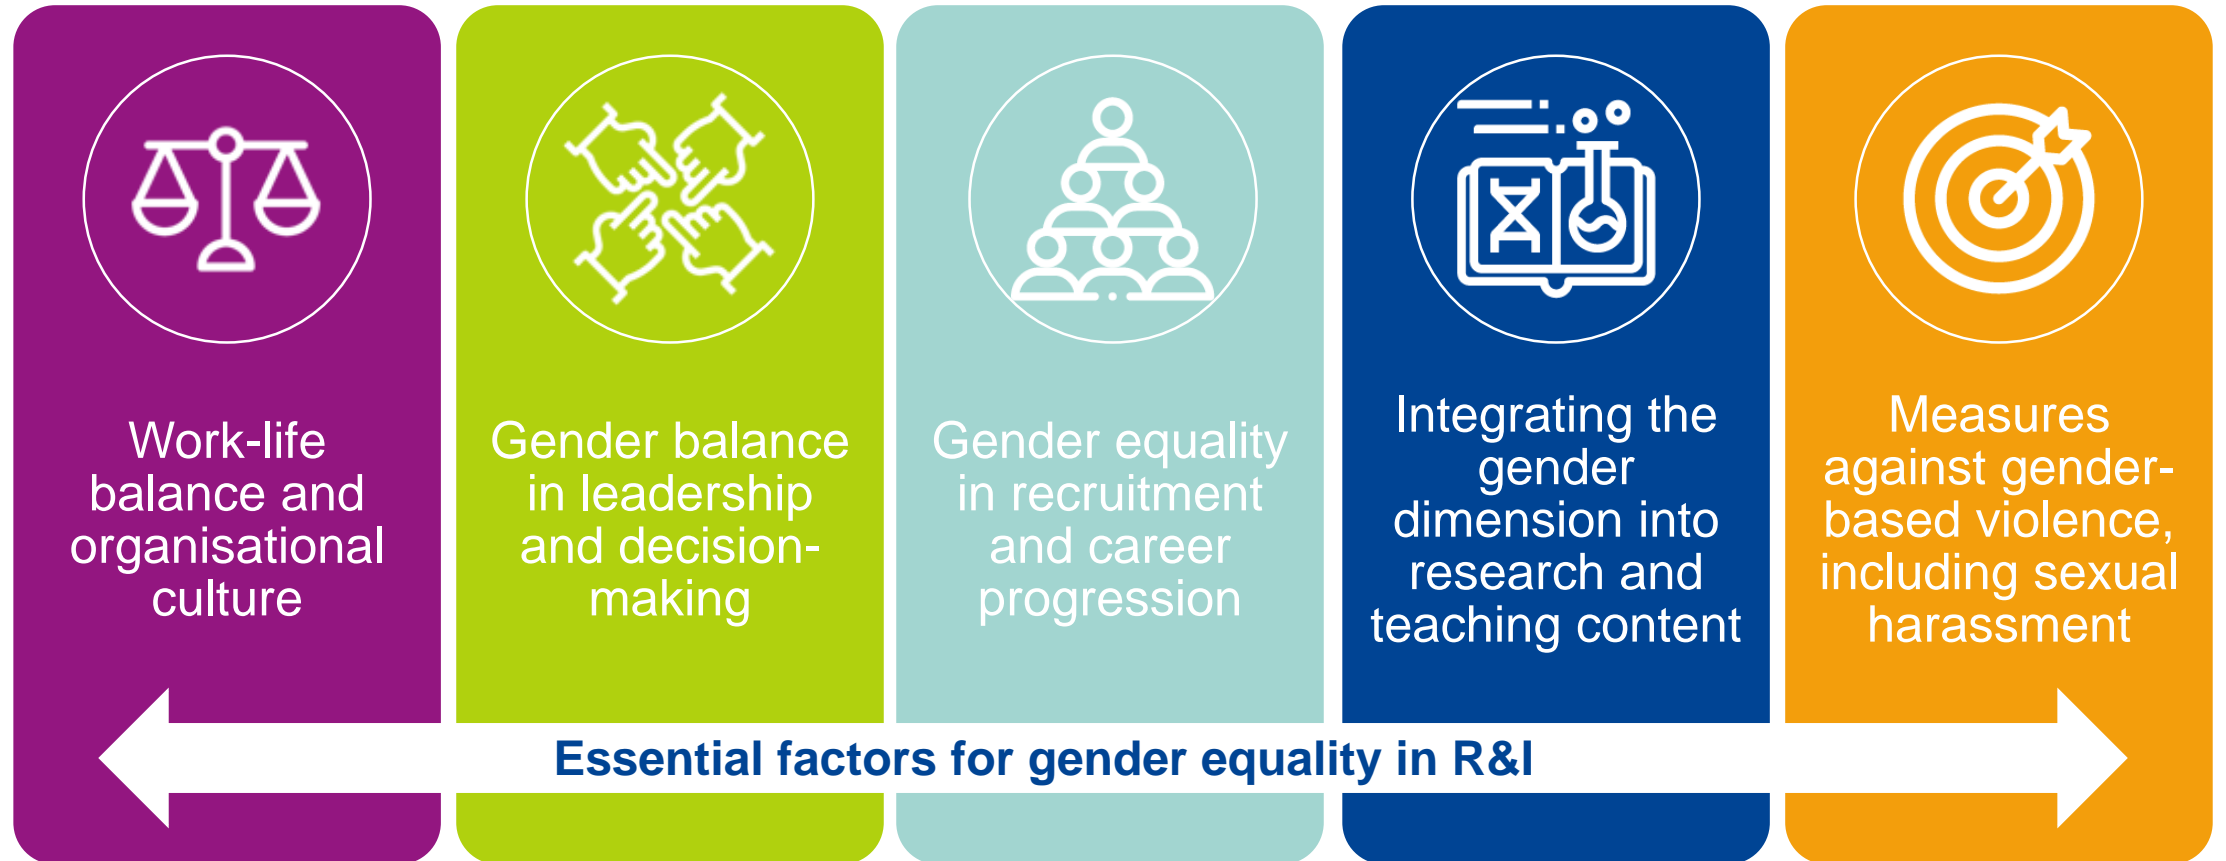 Work-life
balance and
organisational
culture
Gender balance
in leadership
and decision-
making
Gender equality
in recruitment
and career
progression
Integrating the
gender
dimension into
research and
teaching content
Measures
against gender-
based violence,
including sexual
harassment
Essential factors for gender equality in R&I